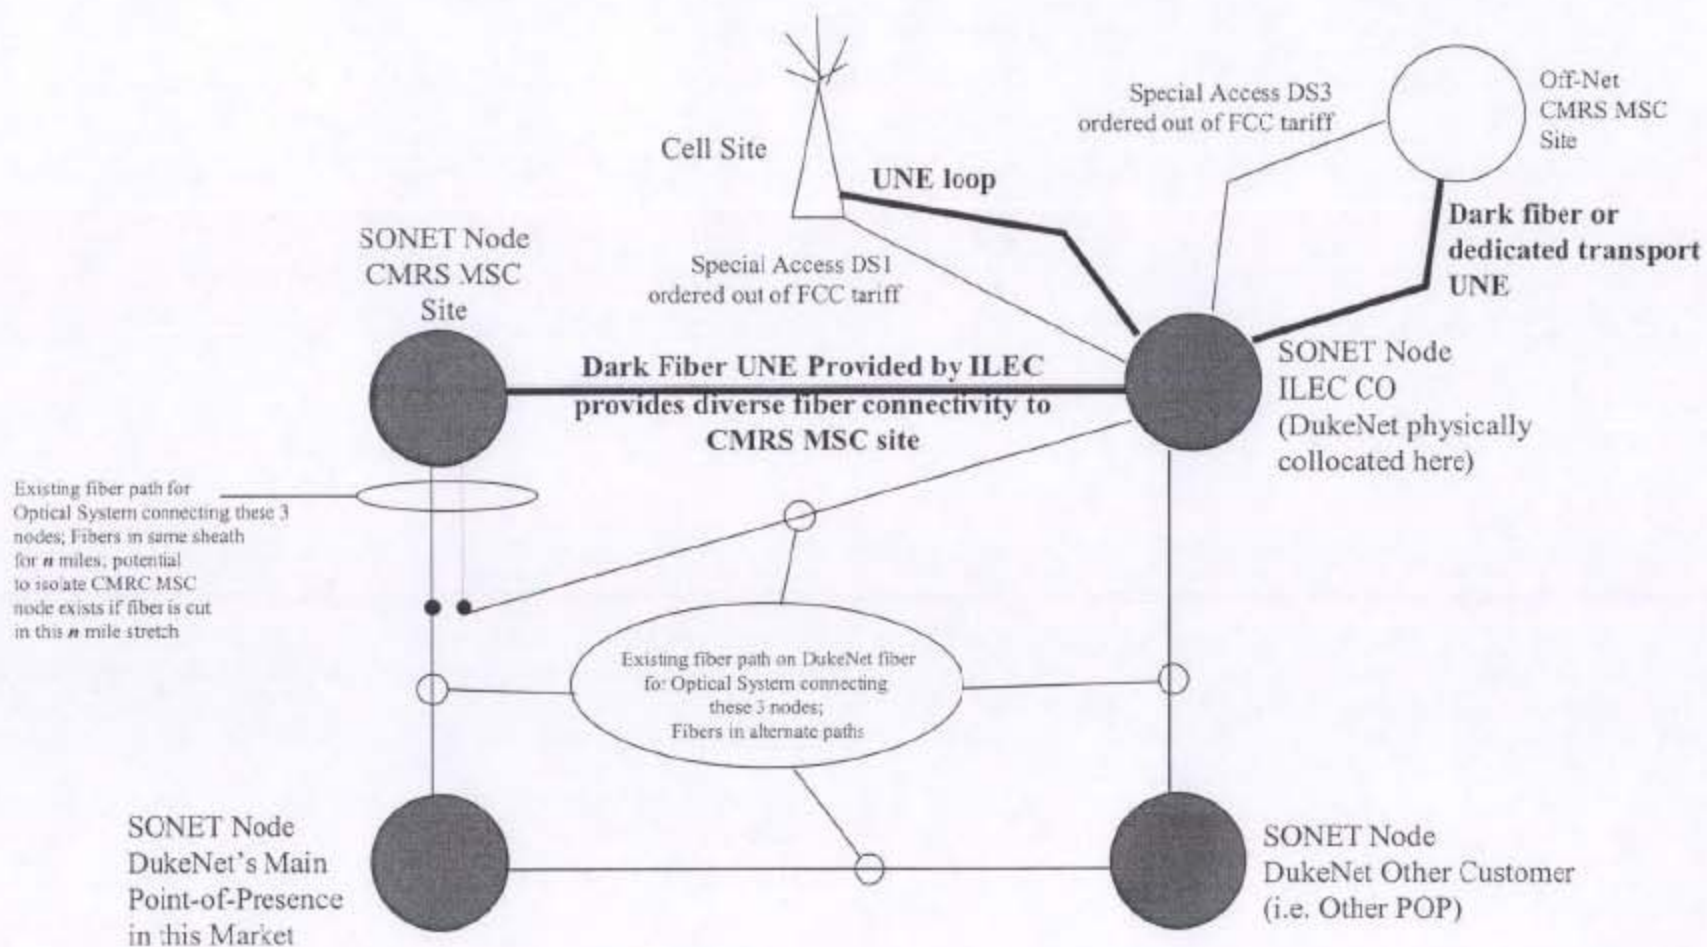 Cell Site
UNE loop
Special Access DS3
ordered out of FCC tariff
Off-Net
CMRS MSC
Site
Dark fiber or
dedicated transport
UNE
SONET Node
CMRS MSC
Site
Special Access DS1
ordered out of FCC tariff
Dark Fiber UNE Provided by ILEC
provides diverse fiber connectivity to
CMRS MSC site
SONET Node
ILEC CO
(DukeNet physically
collocated here)
Existing fiber path for
Optical System connecting these 3
nodes; Fibers in same sheath
for n miles; potential
to isolate CMRC MSC
node exists if fiber is cut
in this n mile stretch
Existing fiber path on DukeNet fiber
for Optical System connecting
these 3 nodes;
Fibers in alternate paths
SONET Node
DukeNet's Main
Point-of-Presence
in this Market
SONET Node
DukeNet Other Customer
(i.e. Other POP)